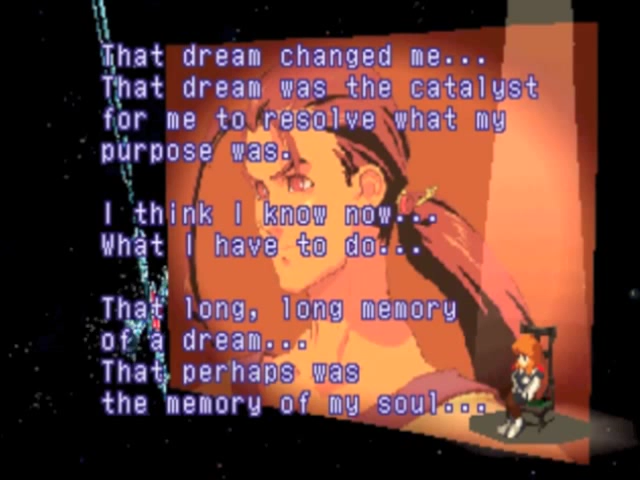 That dream changed me...
That dream was the catalyst
for me to resolve what my
purpose was.
I think I know now...
What I have to do...
That long, long memory
of a dream...
That perhaps was
the memory of my soul...